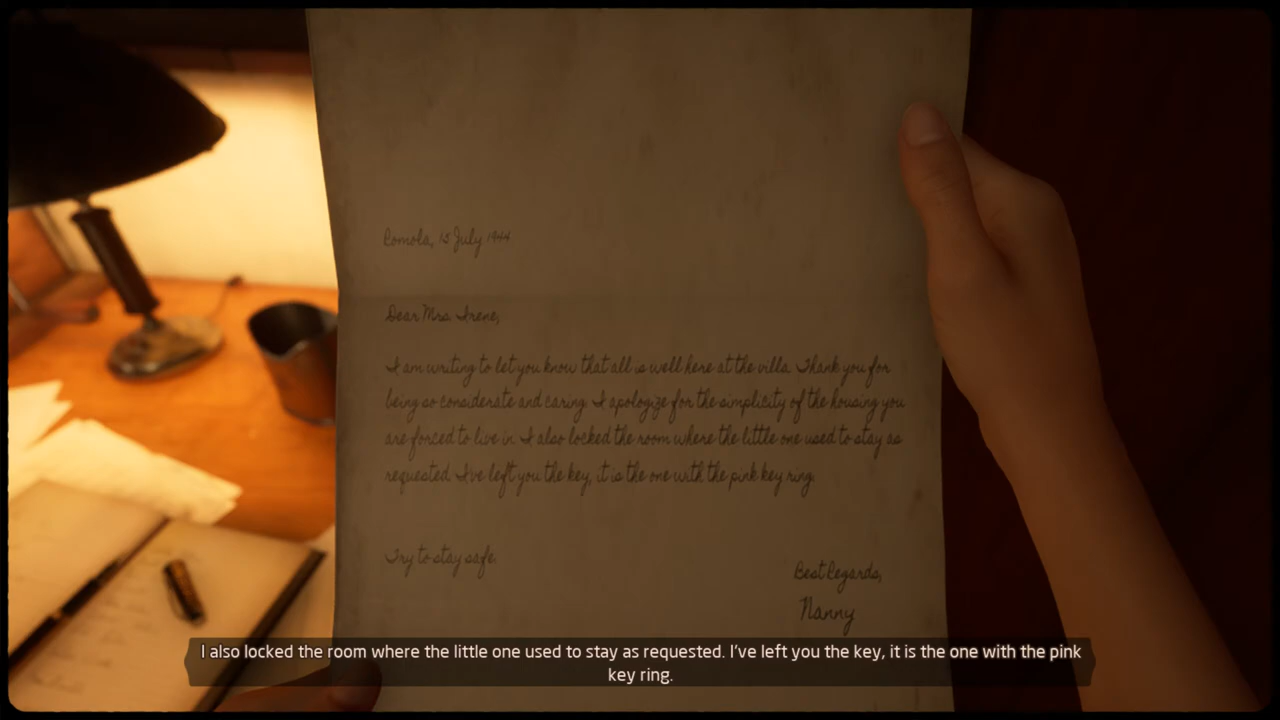 Romola, 15 July 1944
Dear Mrs. Irene,
I am writing to let you know that all is well here at the villa. Thank you for
being so considerate and caring. I apologize for the simplicity of the housing you
are forced to live in. I also locked the room where the little one used to stay as
requested. I've left you the key, it is the one with the pink key ring.
Try to stay safe.
Best Regards,
Nanny
I also locked the room where the little one used to stay as requested. I've left you the key, it is the one with the pink
key ring.